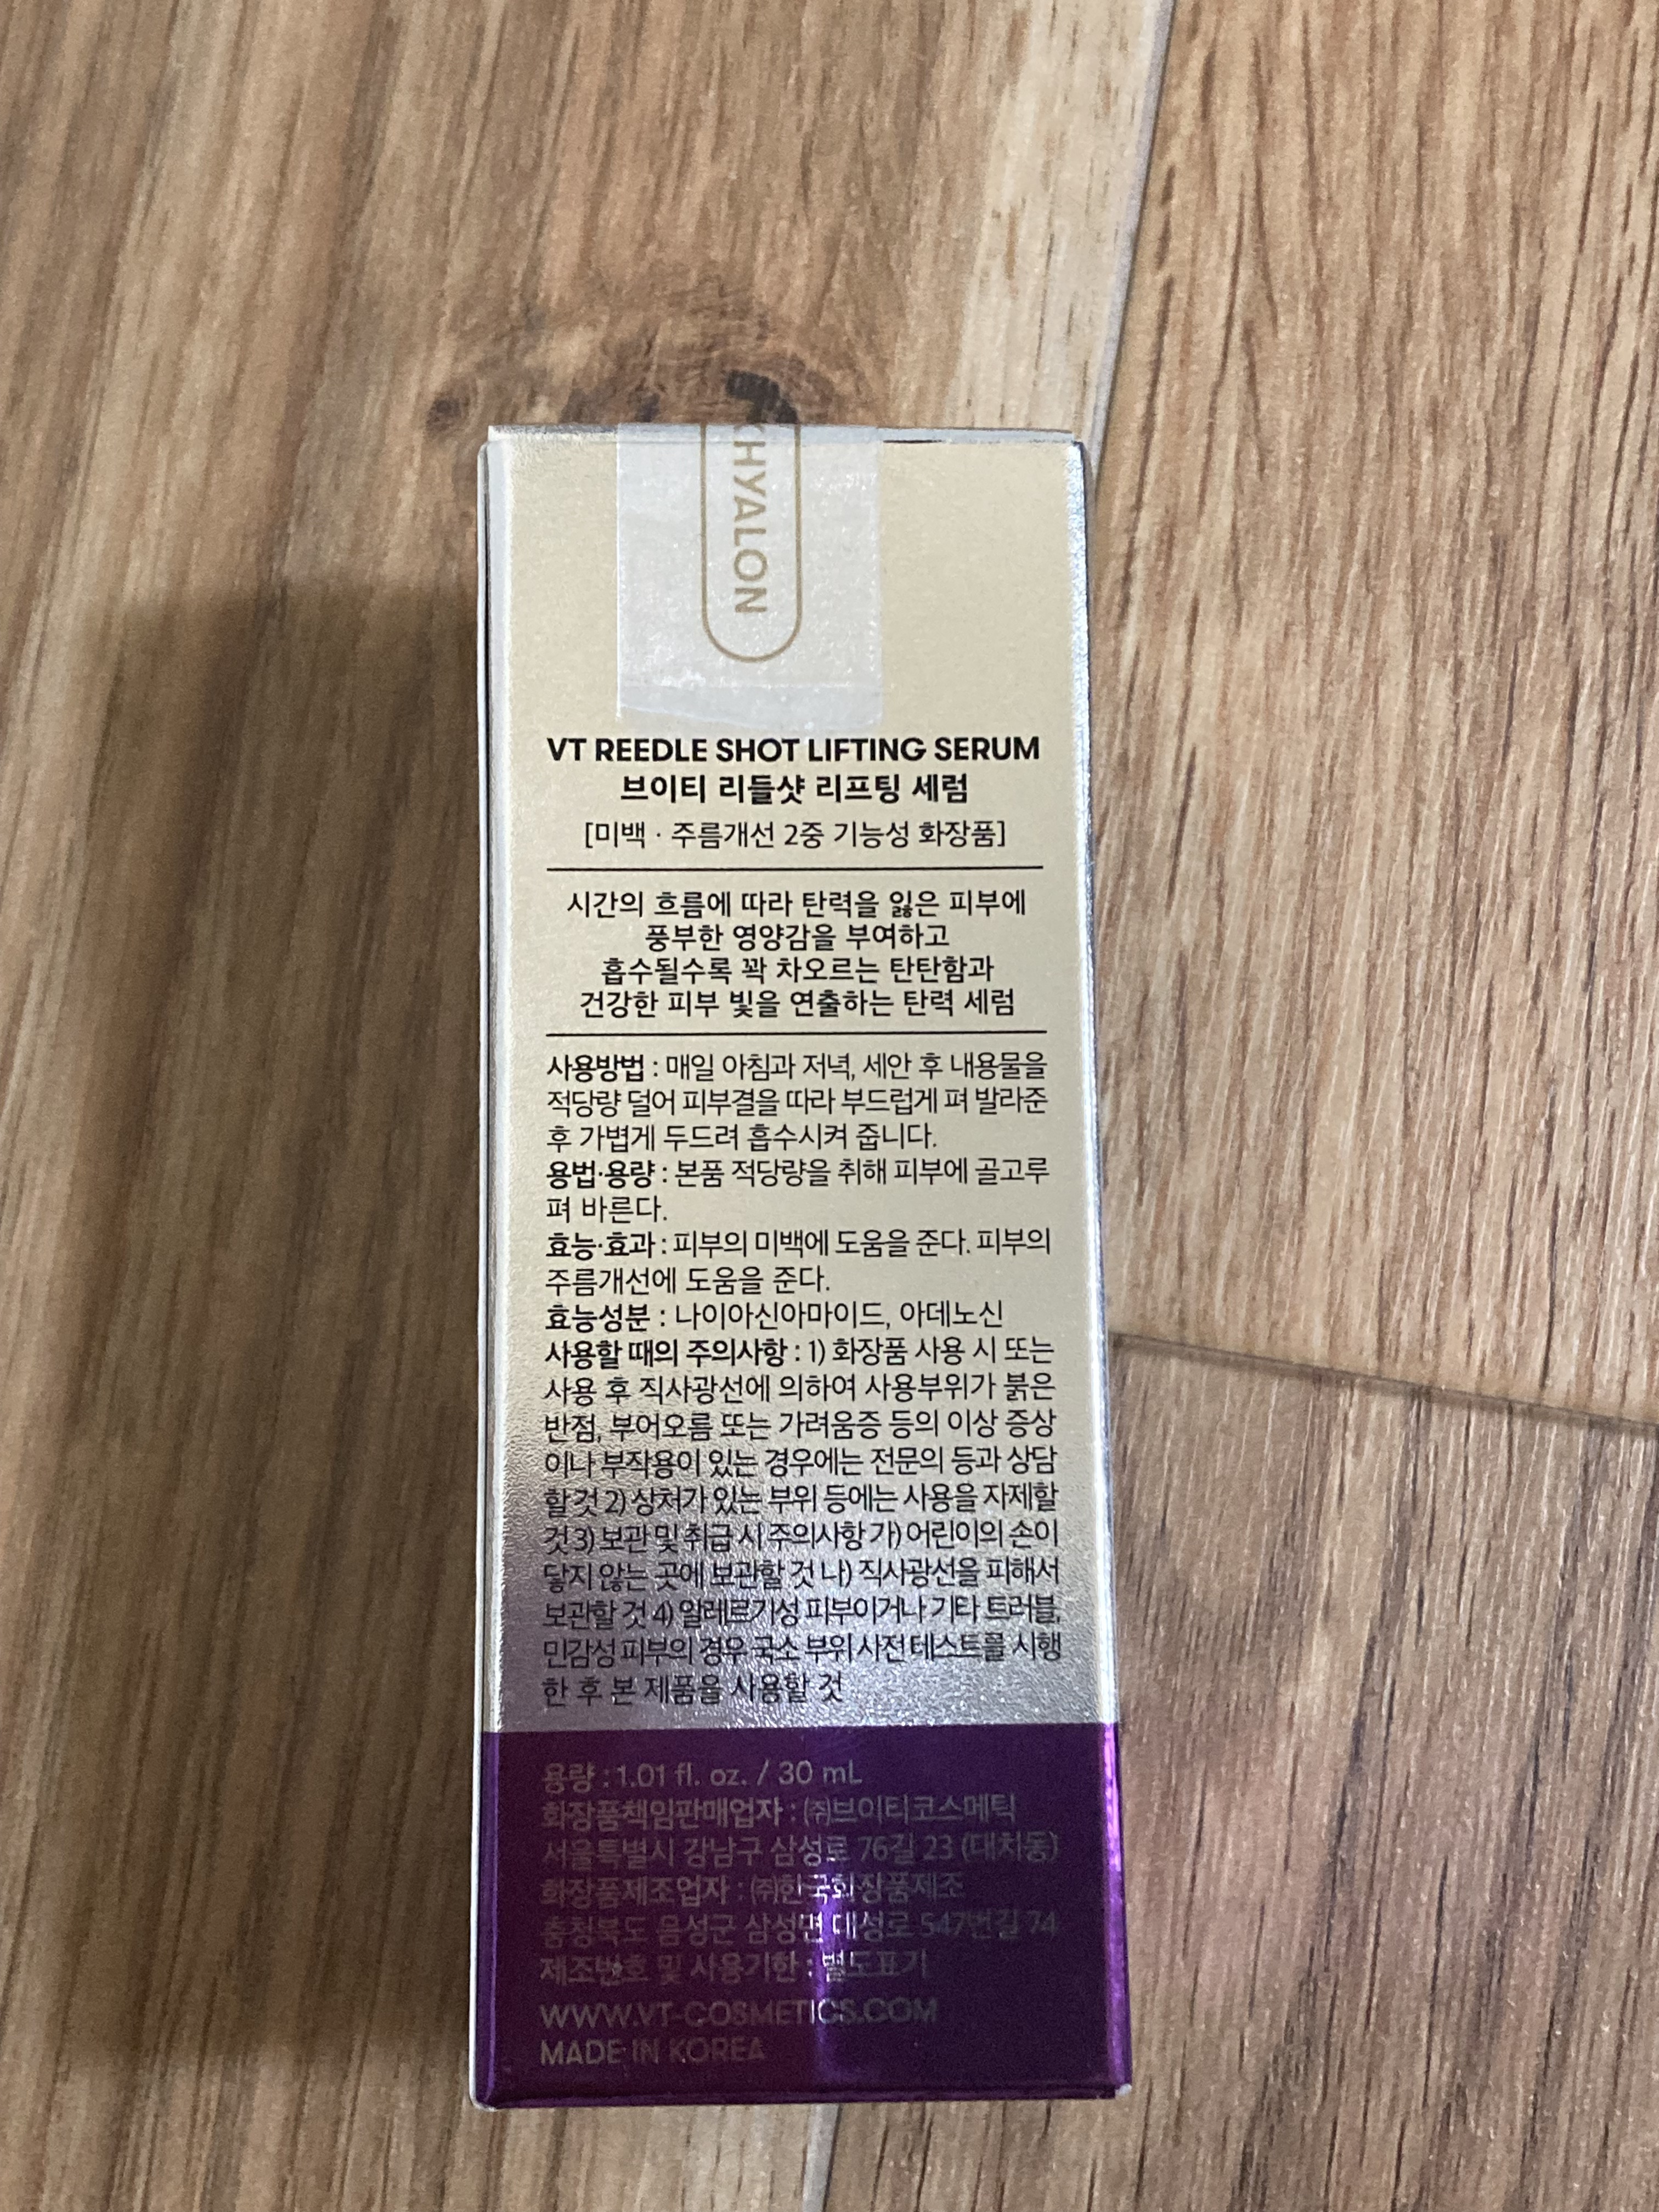 HYALON
VT REEDLE SHOT LIFTING SERUM
브이티 리들샷 리프팅 세럼
[미백 · 주름개선 2중 기능성 화장품]
시간의 흐름에 따라 탄력을 잃은 피부에
풍부한 영양감을 부여하고
흡수될수록 꽉 차오르는 탄탄함과
건강한 피부 빛을 연출하는 탄력 세럼
사용방법 : 매일 아침과 저녁, 세안 후 내용물을
적당량 덜어 피부결을 따라 부드럽게 펴 발라준
후 가볍게 두드려 흡수시켜 줍니다.
용법·용량 : 본품 적당량을 취해 피부에 골고루
펴 바른다.
효능·효과 : 피부의 미백에 도움을 준다. 피부의
주름개선에 도움을 준다.
효능성분 : 나이아신아마이드, 아데노신
사용할 때의 주의사항 : 1) 화장품 사용 시 또는
사용 후 직사광선에 의하여 사용부위가 붉은
반점, 부어오름 또는 가려움증 등의 이상 증상
이나 부작용이 있는 경우에는 전문의 등과 상담
할 것 2) 상처가 있는 부위 등에는 사용을 자제할
것 3) 보관 및 취급 시 주의사항 가) 어린이의 손이
닿지 않는 곳에 보관할 것 나) 직사광선을 피해서
보관할 것 4) 알레르기성 피부이거나 기타 트러블,
민감성 피부의 경우 국소 부위 사전 테스트를 시행
한 후 본 제품을 사용할 것
용량 : 1.01 fl. oz. / 30 mL
화장품책임판매업자 : ㈜브이티코스메틱
서울특별시 강남구 삼성로 76길 23 (대치동)
화장품제조업자 : ㈜한국화장품제조
충청북도 음성군 삼성면 대성로 547번길 74
제조번호 및 사용기한 : 별도표기
WWW.VT-COSMETICS.COM
MADE IN KOREA